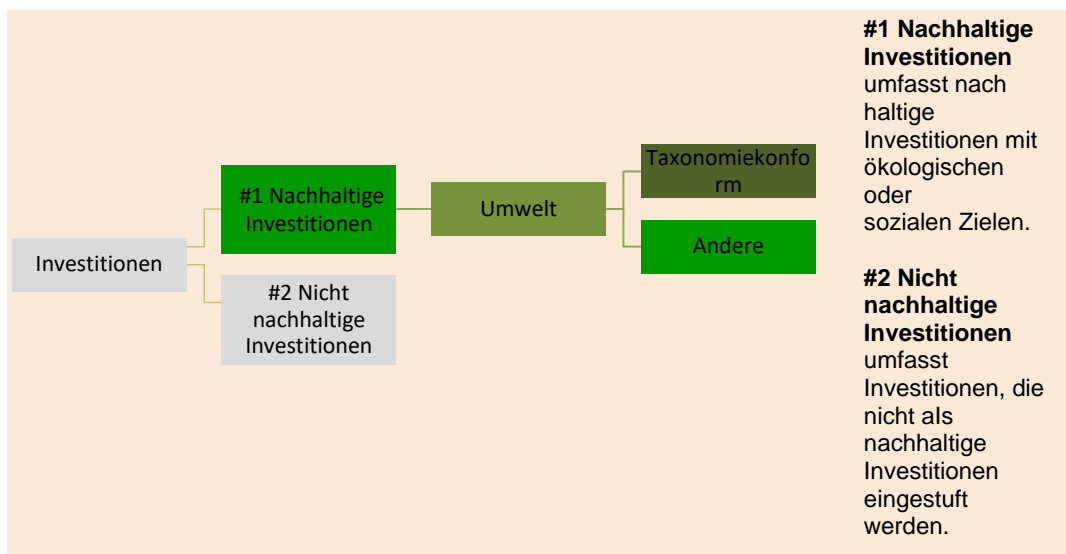 Investitionen
#1 Nachhaltige
Investitionen
#2 Nicht
nachhaltige
Investitionen
Umwelt
Taxonomiekonfo
rm
Andere
#1 Nachhaltige
Investitionen
umfasst nach
haltige
Investitionen mit
ökologischen
oder
sozialen Zielen.
#2 Nicht
nachhaltige
Investitionen
umfasst
Investitionen, die
nicht als
nachhaltige
Investitionen
eingestuft
werden.